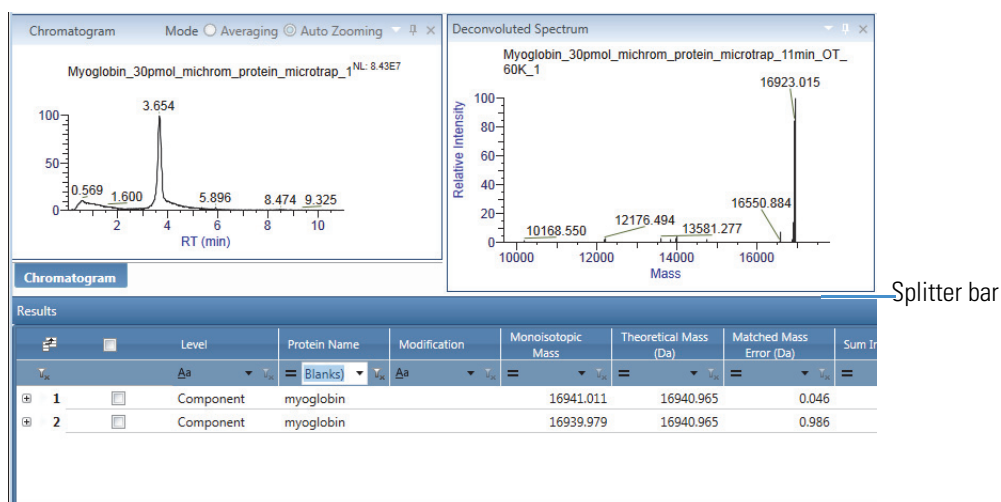 Chromatogram Mode Averaging Auto Zooming
Myoglobin_30pmol_michrom_protein_microtrap_1 NL: 8.43E7
3.654
100
50
0
0.569 1.600 5.896 8.474 9.325
2 4 6 8 10
RT (min)
Chromatogram
Deconvoluted Spectrum
Myoglobin_30pmol_michrom_protein_microtrap_11min_OT_
60K_1
16923.015
Relative Intensity
100
80
60
40
20
0
16550.884
12176.494
13581.277
10168.550
10000 12000 14000 16000
Mass
Splitter bar
Results
Level Protein Name Modification Monoisotopic Mass Theoretical Mass (Da) Matched Mass Error (Da) Sum In
Aa = Blanks) Aa = = = =
1 Component myoglobin 16941.011 16940.965 0.046
2 Component myoglobin 16939.979 16940.965 0.986